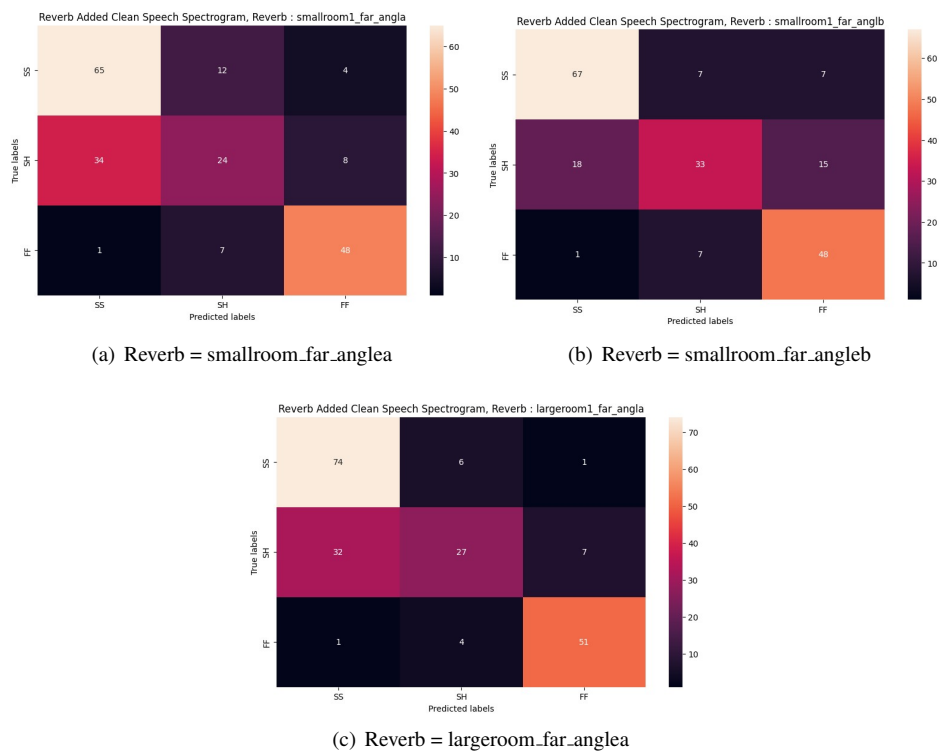 Reverb Added Clean Speech Spectrogram, Reverb : smallroom1_far_angla
SS 65 12 4 60
50
40
True labels SH 34 24 8 30
20
FF 1 7 48 10
SS SH FF
Predicted labels
(a) Reverb = smallroom_far_anglea
Reverb Added Clean Speech Spectrogram, Reverb : smallroom1_far_anglb
SS 67 7 7 60
50
40
True labels SH 18 33 15 30
20
FF 1 7 48 10
SS SH FF
Predicted labels
(b) Reverb = smallroom_far_angleb
Reverb Added Clean Speech Spectrogram, Reverb : largeroom1_far_angla
70
SS 74 6 1 60
50
True labels SH 32 27 7 40
30
20
FF 1 4 51 10
SS SH FF
Predicted labels
(c) Reverb = largeroom_far_anglea